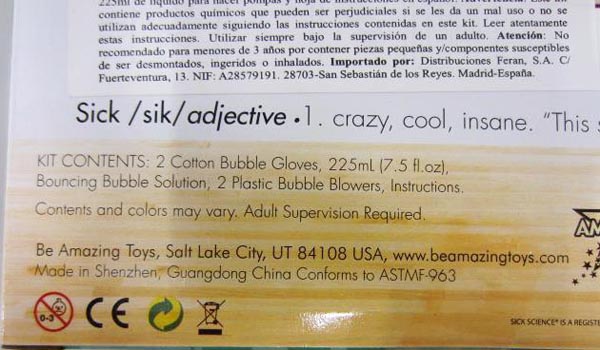 225ml de líquido para hacer pompas y hoja de instrucciones en español.
contiene productos químicos que pueden ser perjudiciales si se les da un mal uso o no se
utilizan adecuadamente siguiendo las instrucciones contenidas en este kit. Leer atentamente
estas instrucciones. Utilizar siempre bajo la supervisión de un adulto. Atención: No
recomendado para menores de 3 años por contener piezas pequeñas y/componentes susceptibles
de ser desmontados, ingeridos o inhalados. Importado por: Distribuciones Feran, S.A. C/
Fuerteventura, 13. NIF: A28579191. 28703-San Sebastián de los Reyes. Madrid-España.
Sick /sik/adjective •1. crazy, cool, insane. "This
KIT CONTENTS: 2 Cotton Bubble Gloves, 225mL (7.5 fl.oz),
Bouncing Bubble Solution, 2 Plastic Bubble Blowers, Instructions.
Contents and colors may vary. Adult Supervision Required.
Be Amazing Toys, Salt Lake City, UT 84108 USA, www.beamazingtoys.com
Made in Shenzhen, Guangdong China Conforms to ASTMF-963
0-3 CE
SICK SCIENCE® IS A REGISTE
AM